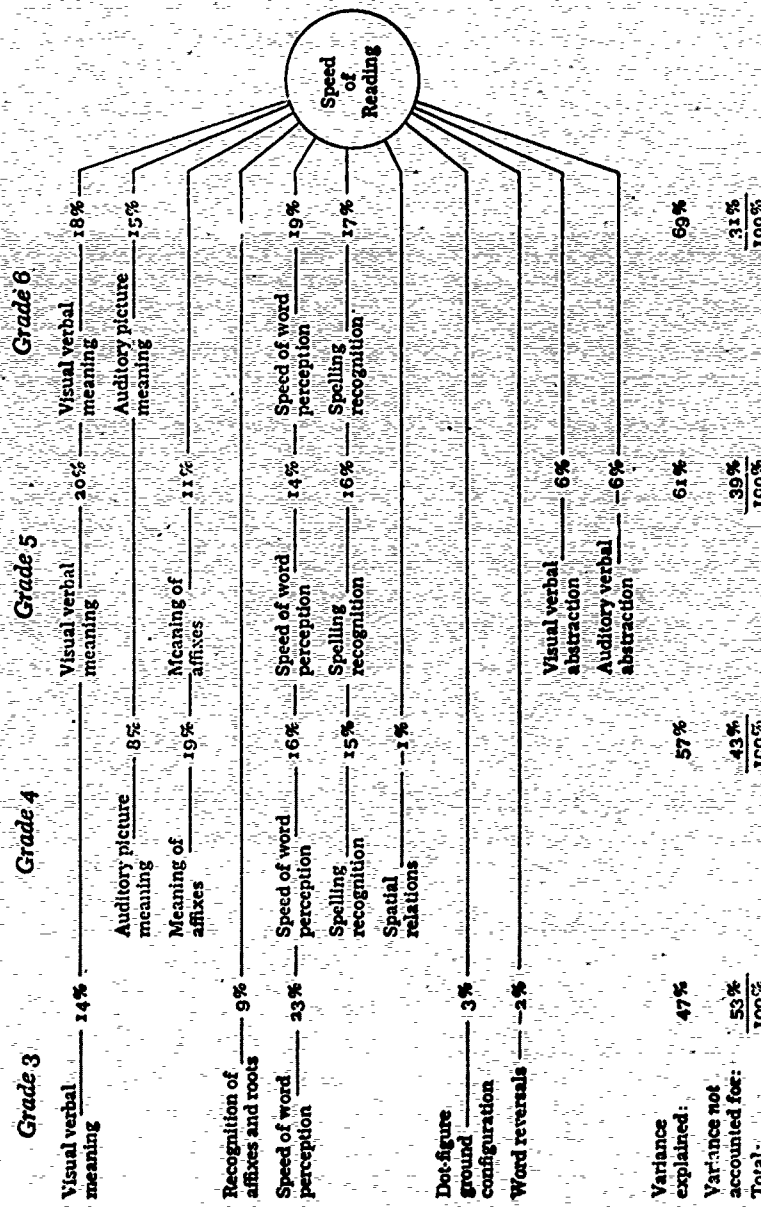 Grade 3 Grade 4 Grade 5 Grade 6
Visual verbal meaning 14% Visual verbal meaning 20% Visual verbal meaning 18%
Auditory picture meaning 8% Auditory picture meaning 15%
Meaning of affixes 19% Meaning of affixes 11%
Recognition of affixes and roots 9%
Speed of word perception 23% Speed of word perception 16% Speed of word perception 14% Speed of word perception 19%
Spelling recognition 15% Spelling recognition 16% Spelling recognition 17%
Spatial relations -1%
Dot-figure ground configuration 3%
Word reversals -2%
Visual verbal abstraction 6%
Auditory verbal abstraction -6%
Speed
of
Reading
Variance explained: 47% 57% 61% 69%
Variance not accounted for: 53% 43% 39% 31%
Total: 100% 100% 100% 100%